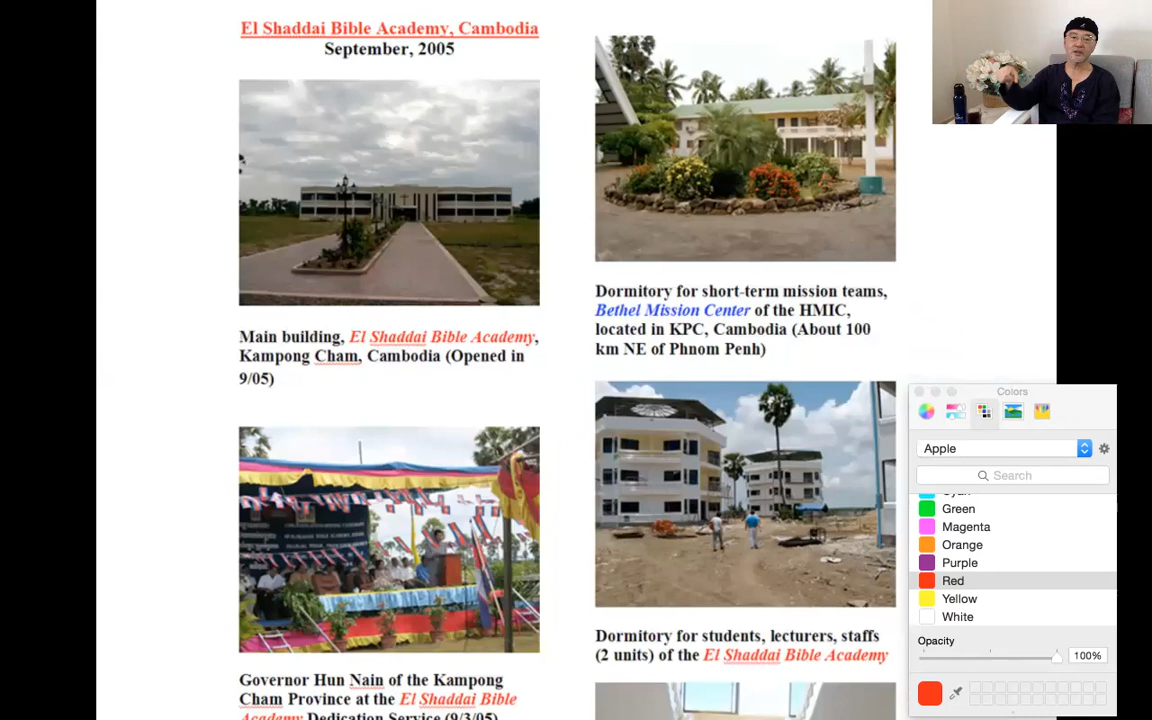 El Shaddai Bible Academy, Cambodia
September, 2005
Main building, El Shaddai Bible Academy,
Kampong Cham, Cambodia (Opened in
9/05)
Governor Hun Nain of the Kampong
Cham Province at the El Shaddai Bible
Academy Dedication Service (9/3/05)
Dormitory for short-term mission teams,
Bethel Mission Center of the HMIC,
located in KPC, Cambodia (About 100
km NE of Phnom Penh)
Dormitory for students, lecturers, staffs
(2 units) of the El Shaddai Bible Academy
Colors
Apple
Search
Cyan
Green
Magenta
Orange
Purple
Red
Yellow
White
Opacity
100%